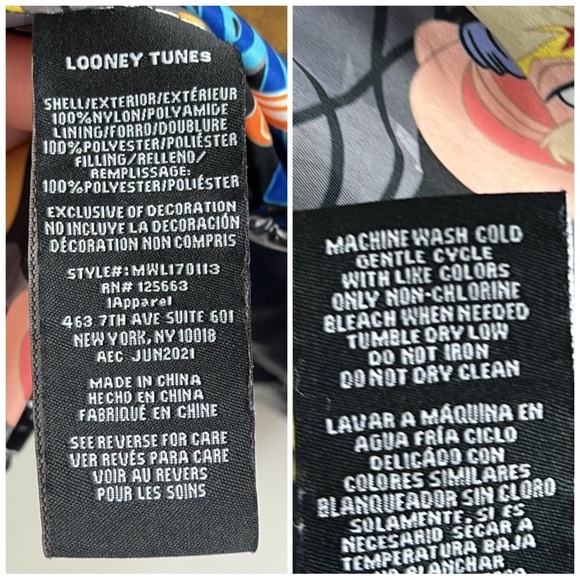 LOONEY TUNES
SHELL/EXTERIOR/EXTÉRIEUR
100%NYLON/POLYAMIDE
LINING/FORRO/DOUBLURE
100%POLYESTER/POLIÉSTER
FILLING/RELLENO/
REMPLISSAGE:
100%POLYESTER/POLIÉSTER
EXCLUSIVE OF DECORATION
NO INCLUYE LA DECORACIÓN
DÉCORATION NON COMPRIS
STYLE#: MWL170113
RN# 125663
1Apparel
463 7TH AVE SUITE 601
NEW YORK, NY 10018
AEC JUN2021
MADE IN CHINA
HECHO EN CHINA
FABRIQUÉ EN CHINE
SEE REVERSE FOR CARE
VER REVÉS PARA CARE
VOIR AU REVERS
POUR LES SOINS
MACHINE WASH COLD
GENTLE CYCLE
WITH LIKE COLORS
ONLY NON-CHLORINE
BLEACH WHEN NEEDED
TUMBLE DRY LOW
DO NOT IRON
DO NOT DRY CLEAN
LAVAR A MÁQUINA EN
AGUA FRÍA CICLO
DELICÁDO CON
COLORES SIMILARES
BLANQUEADOR SIN CLORO
SOLAMENTE, SI ES
NECESARIO SECAR A
TEMPERATURA BAJA
BLANCHAR